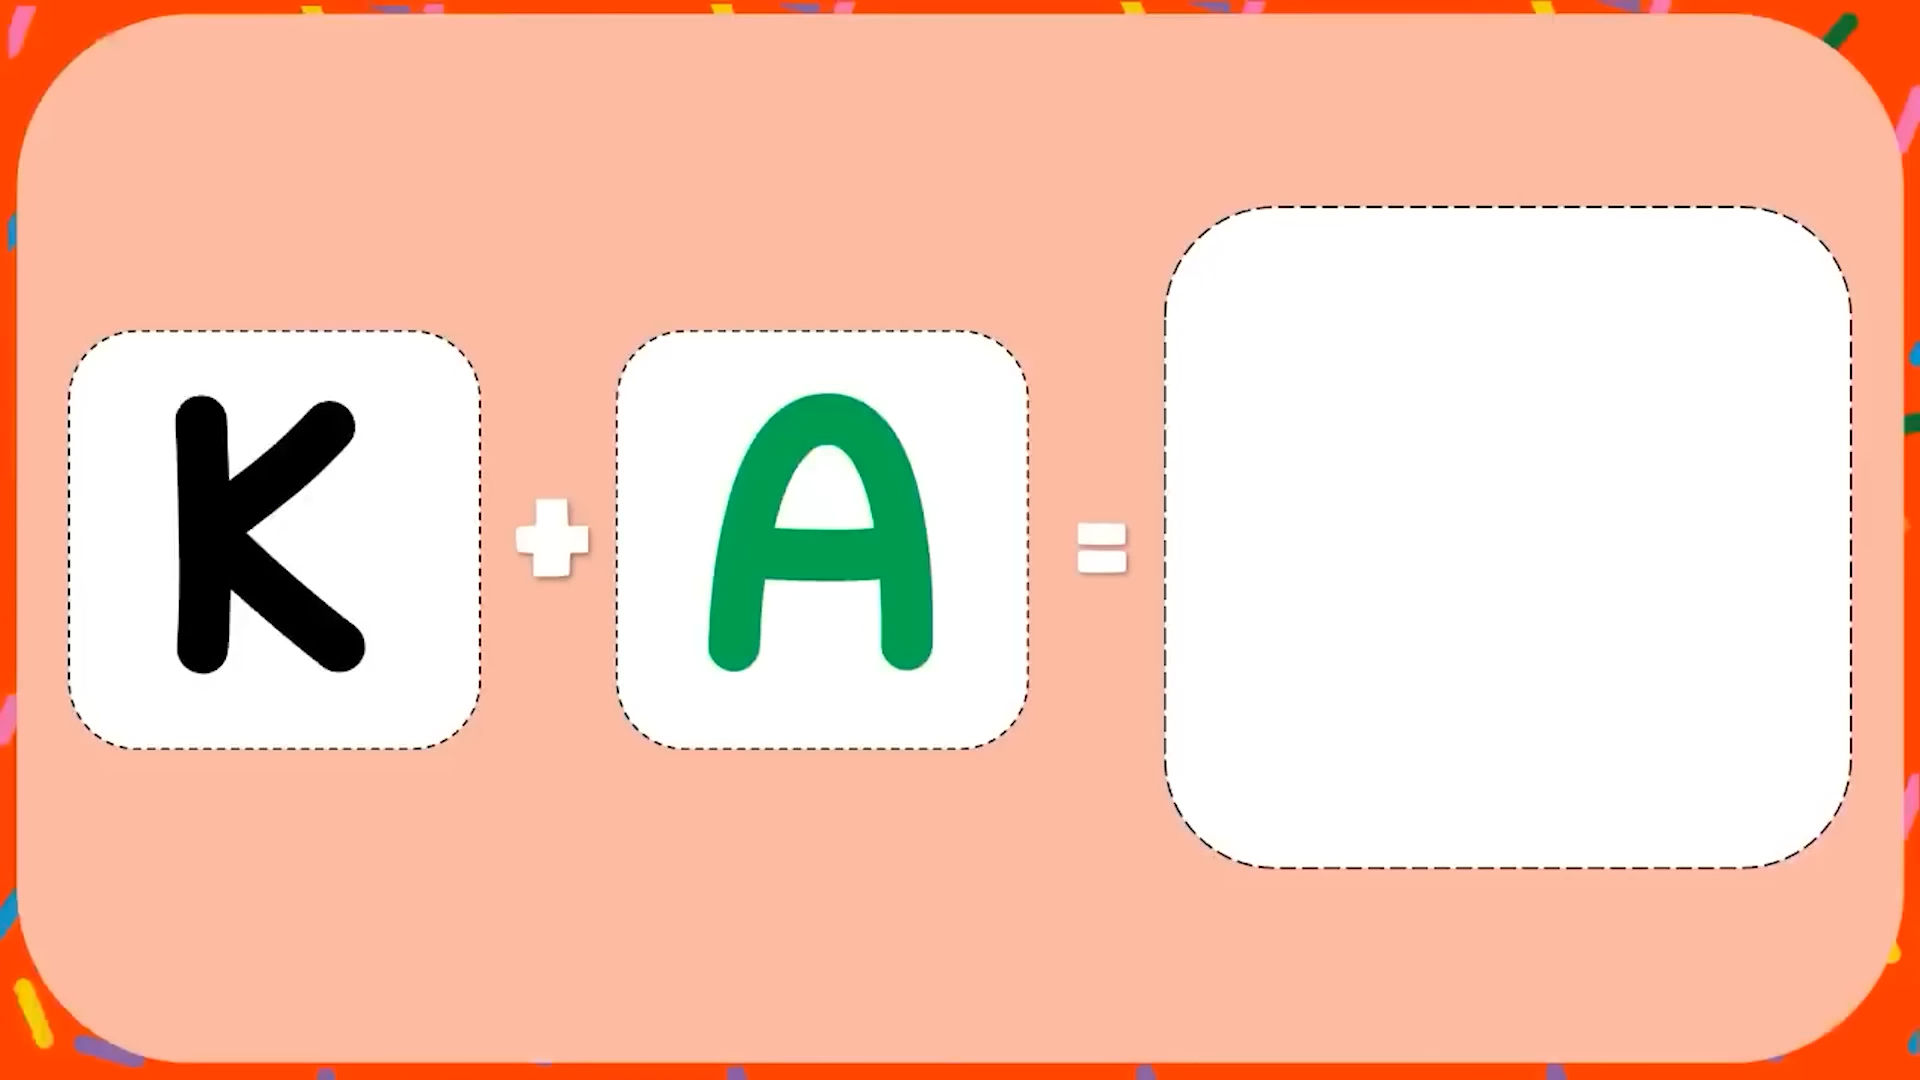 K + A =